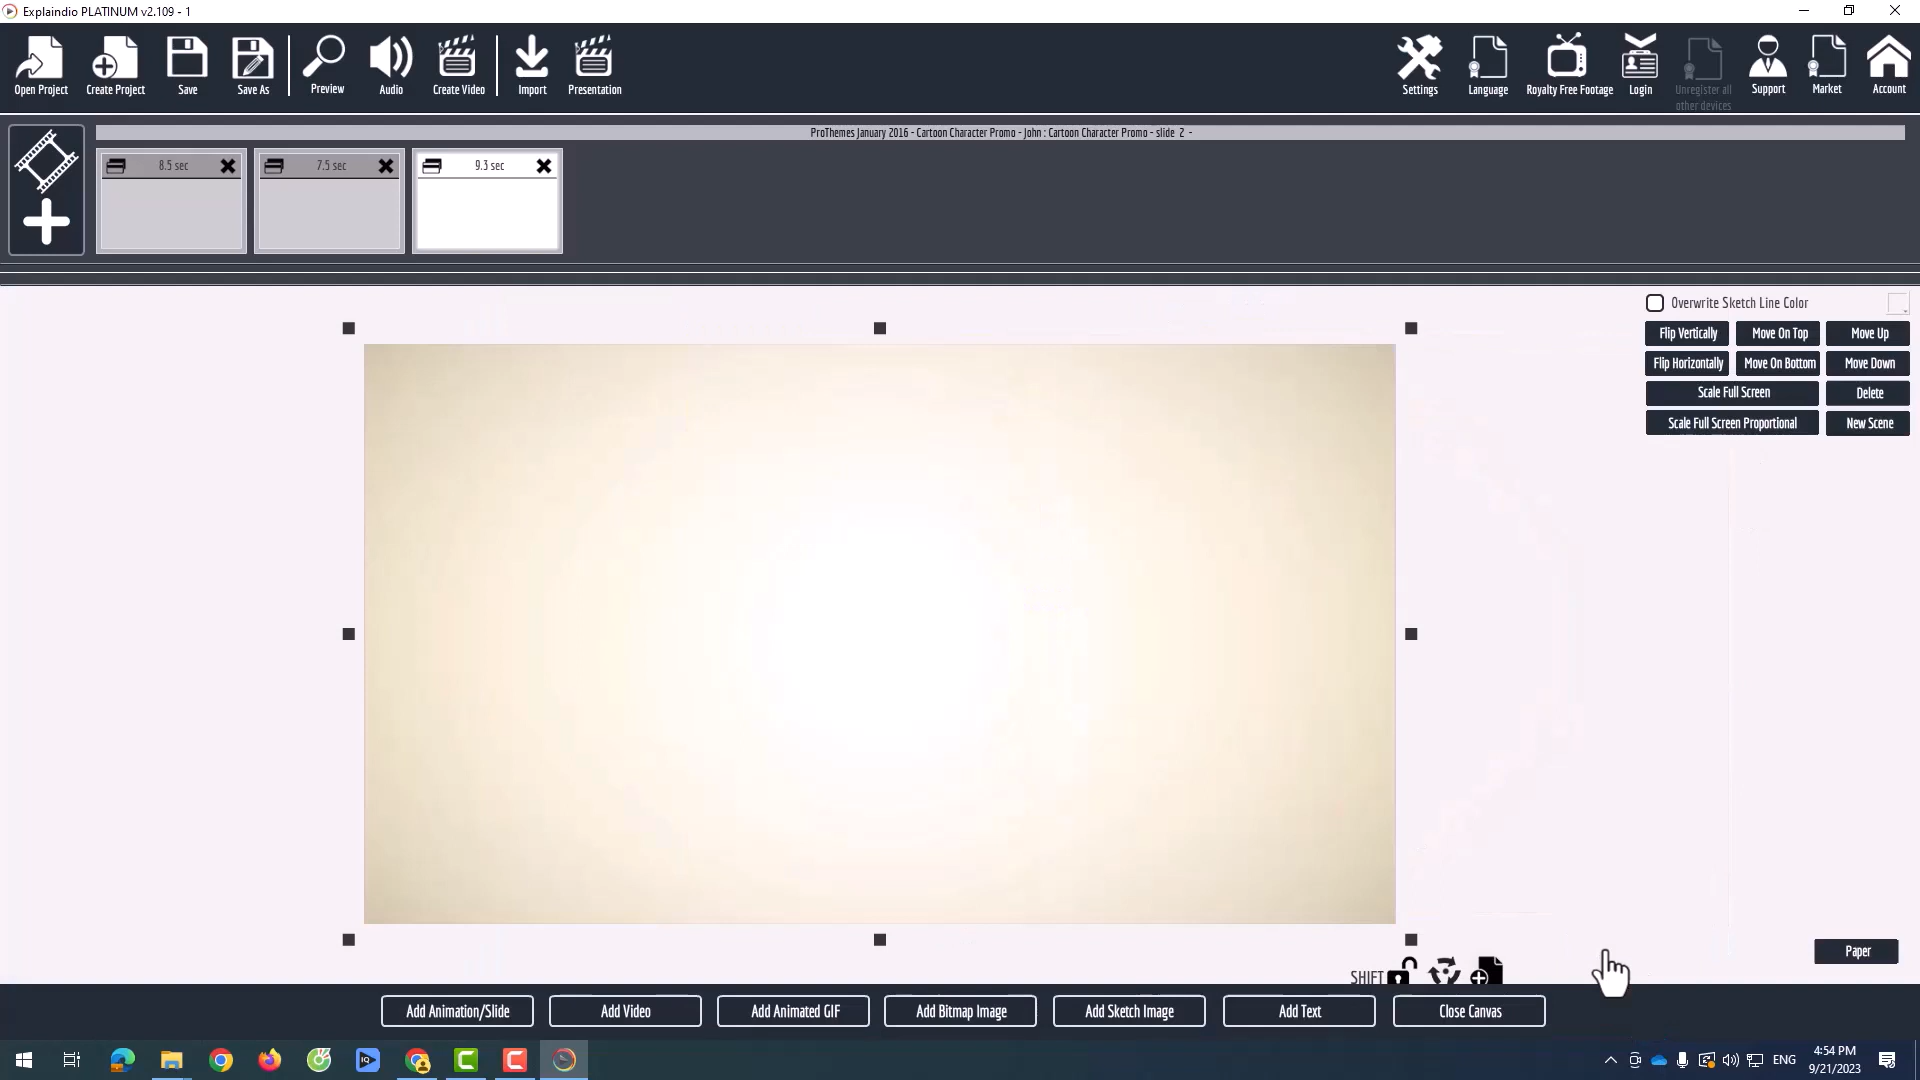 Explaindio PLATINUM v2.109 - 1
Open Project
Create Project
Save
Save As
Preview
Audio
Create Video
Import
Presentation
Settings
Language
Royalty Free Footage
Login
Unregister all
other devices
Support
Market
Account
ProThemes January 2016 - Cartoon Character Promo - John : Cartoon Character Promo - slide 2 -
8.5 sec
7.5 sec
9.3 sec
Overwrite Sketch Line Color
Flip Vertically
Move On Top
Move Up
Flip Horizontally
Move On Bottom
Move Down
Scale Full Screen
Delete
Scale Full Screen Proportional
New Scene
Paper
SHIFT
Add Animation/Slide
Add Video
Add Animated GIF
Add Bitmap Image
Add Sketch Image
Add Text
Close Canvas
IQ
ENG
4:54 PM
9/21/2023